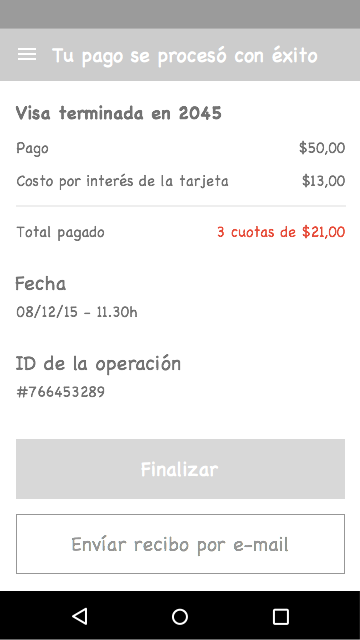 Tu pago se procesó con éxito
Visa terminada en 2045
Pago $50,00
Costo por interés de la tarjeta $13,00
Total pagado 3 cuotas de $21,00
Fecha
08/12/15 - 11.30h
ID de la operación
#766453289
Finalizar
Envíar recibo por e-mail